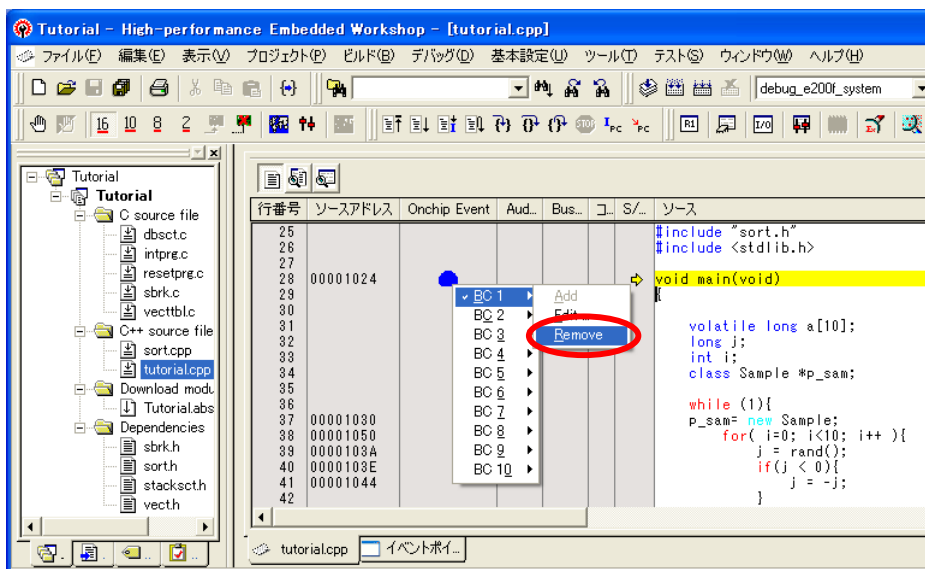 Tutorial - High-performance Embedded Workshop - [tutorial.cpp]
ファイル(F) 編集(E) 表示(V) プロジェクト(P) ビルド(B) デバッグ(D) 基本設定(U) ツール(T) テスト(S) ウィンドウ(W) ヘルプ(H)
debug_e200f_system
16 10 8 2
STOP PC PC R1 I/O
Tutorial
Tutorial
C source file
dbsct.c
intprg.c
resetprg.c
sbrk.c
vecttbl.c
C++ source file
sort.cpp
tutorial.cpp
Download modu
Tutorial.abs
Dependencies
sbrk.h
sort.h
stacksct.h
vect.h
行番号 ソースアドレス Onchip Event Aud... Bus... コ... S/... ソース
25 #include "sort.h"
26 #include <stdlib.h>
27
28 00001024 void main(void)
29 {
30
31 volatile long a[10];
32 long j;
33 int i;
34 class Sample *p_sam;
35
36 while (1){
37 00001030 p_sam= new Sample;
38 00001050 for( i=0; i<10; i++ ){
39 0000103A j = rand();
40 0000103E if(j < 0){
41 00001044 j = -j;
42 }
BC 1
BC 2
BC 3
BC 4
BC 5
BC 6
BC 7
BC 8
BC 9
BC 10
Add
Edit...
Remove
tutorial.cpp イベントポイ...